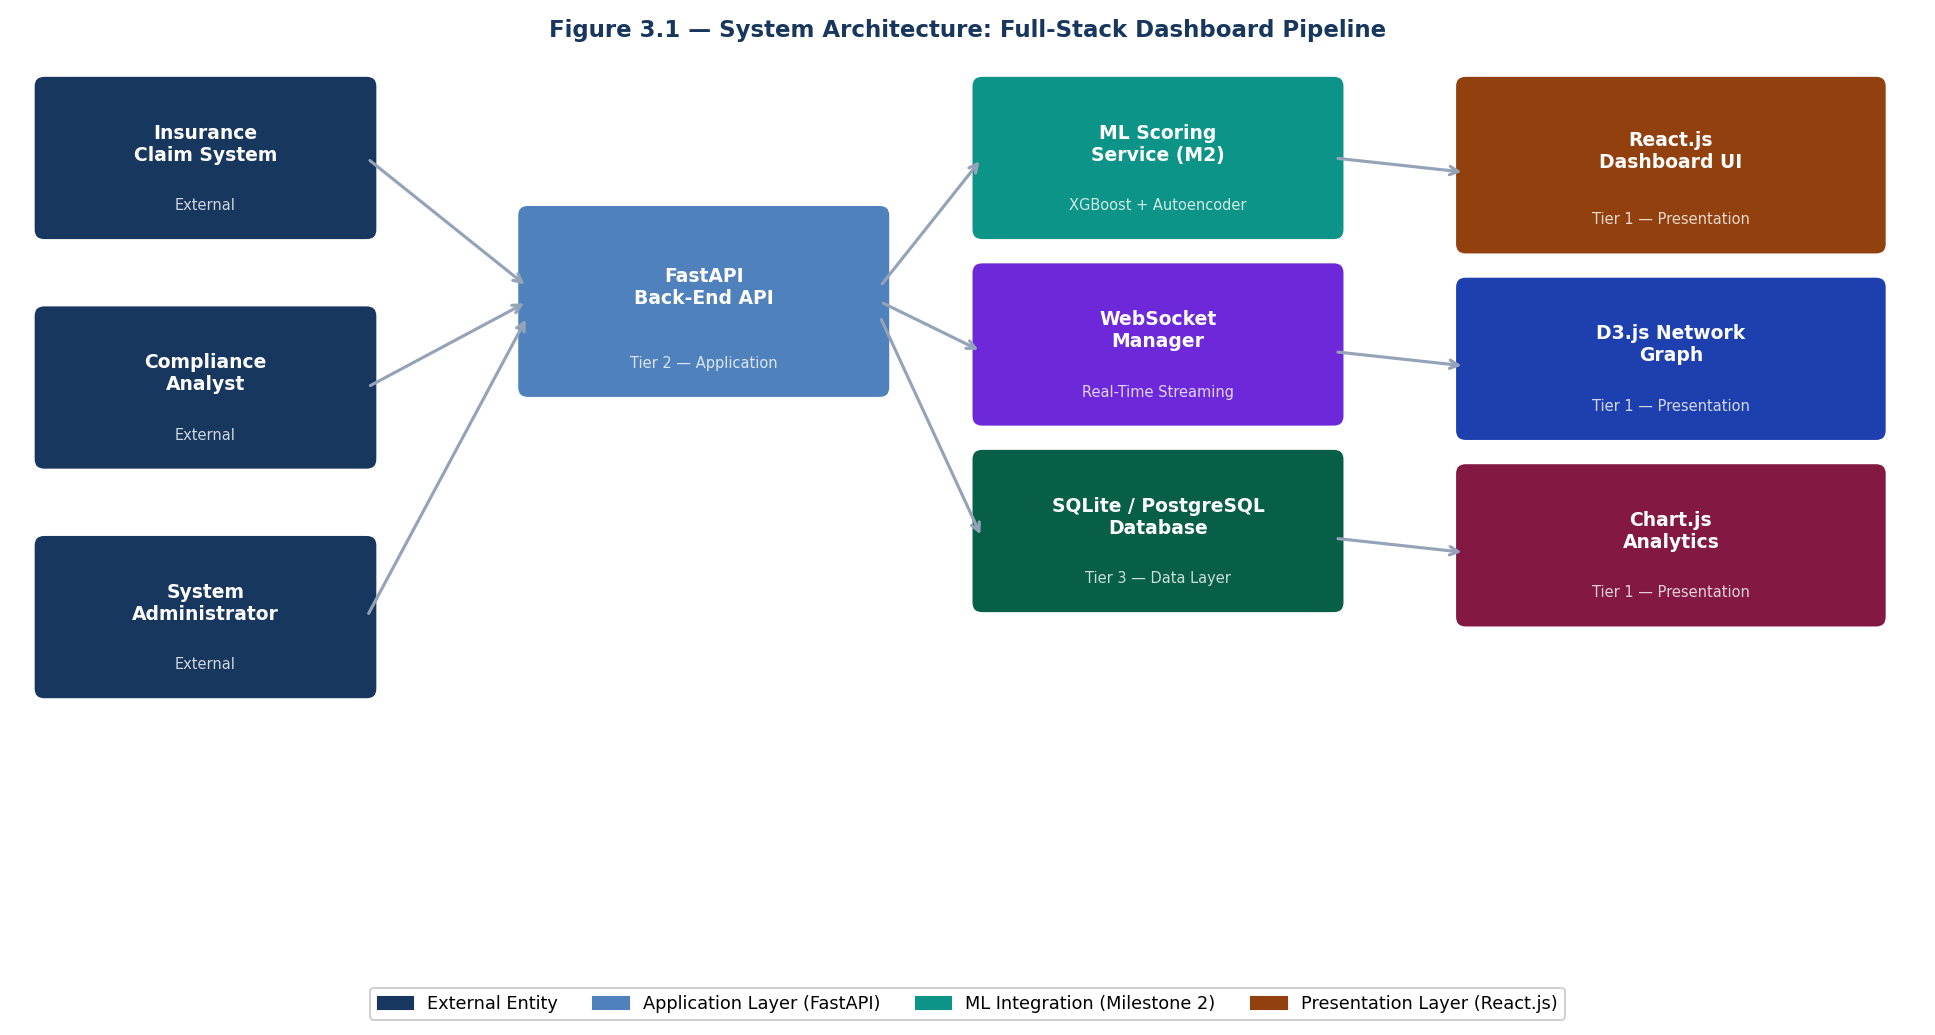 Figure 3.1 — System Architecture: Full-Stack Dashboard Pipeline
Insurance
Claim System
External
Compliance
Analyst
External
System
Administrator
External
FastAPI
Back-End API
Tier 2 — Application
ML Scoring
Service (M2)
XGBoost + Autoencoder
WebSocket
Manager
Real-Time Streaming
SQLite / PostgreSQL
Database
Tier 3 — Data Layer
React.js
Dashboard UI
Tier 1 — Presentation
D3.js Network
Graph
Tier 1 — Presentation
Chart.js
Analytics
Tier 1 — Presentation
External Entity
Application Layer (FastAPI)
ML Integration (Milestone 2)
Presentation Layer (React.js)